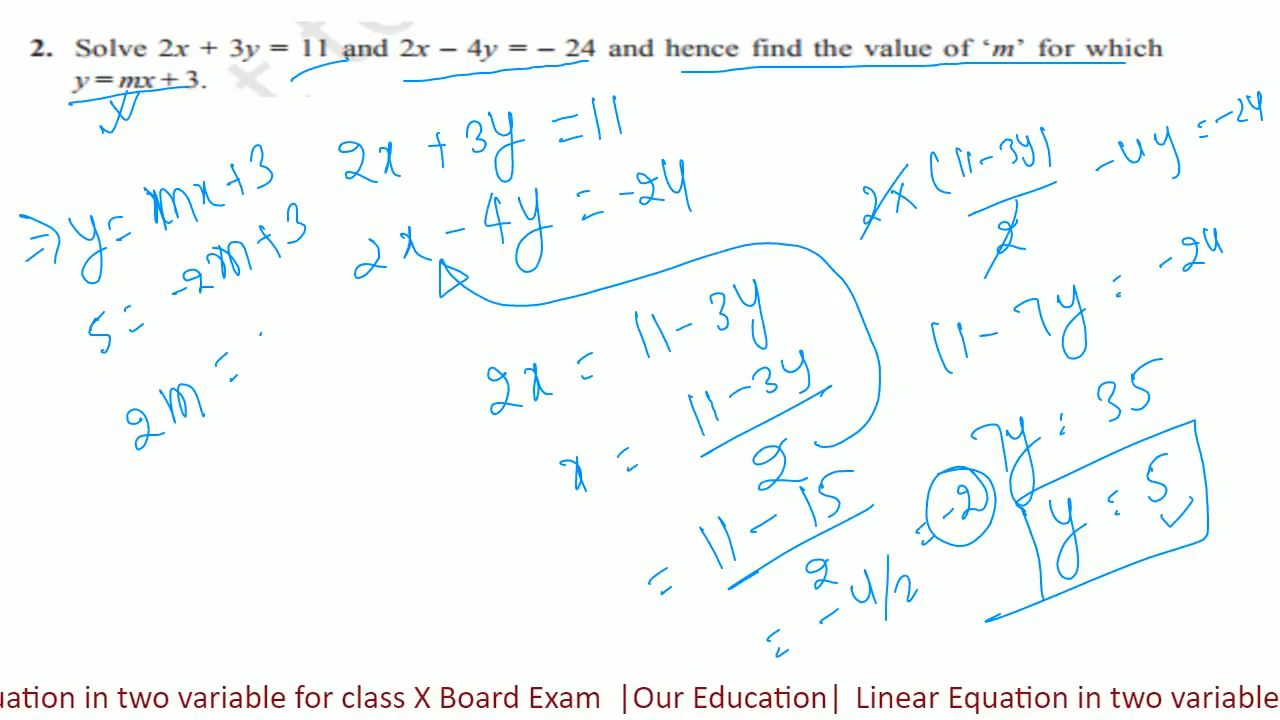 2. Solve 2x + 3y = 11 and 2x − 4y = − 24 and hence find the value of ‘m’ for which
y = mx + 3.
⇒ y = mx + 3
5 = -2m + 3
2m =
2x + 3y = 11
2x - 4y = -24
2x = 11 - 3y
x = (11 - 3y)/2
= (11 - 15)/2
= -4/2 = -2
2x (11 - 3y)/2 - 4y = -24
11 - 7y = -24
7y = 35
y = 5
uation in two variable for class X Board Exam |Our Education| Linear Equation in two variable